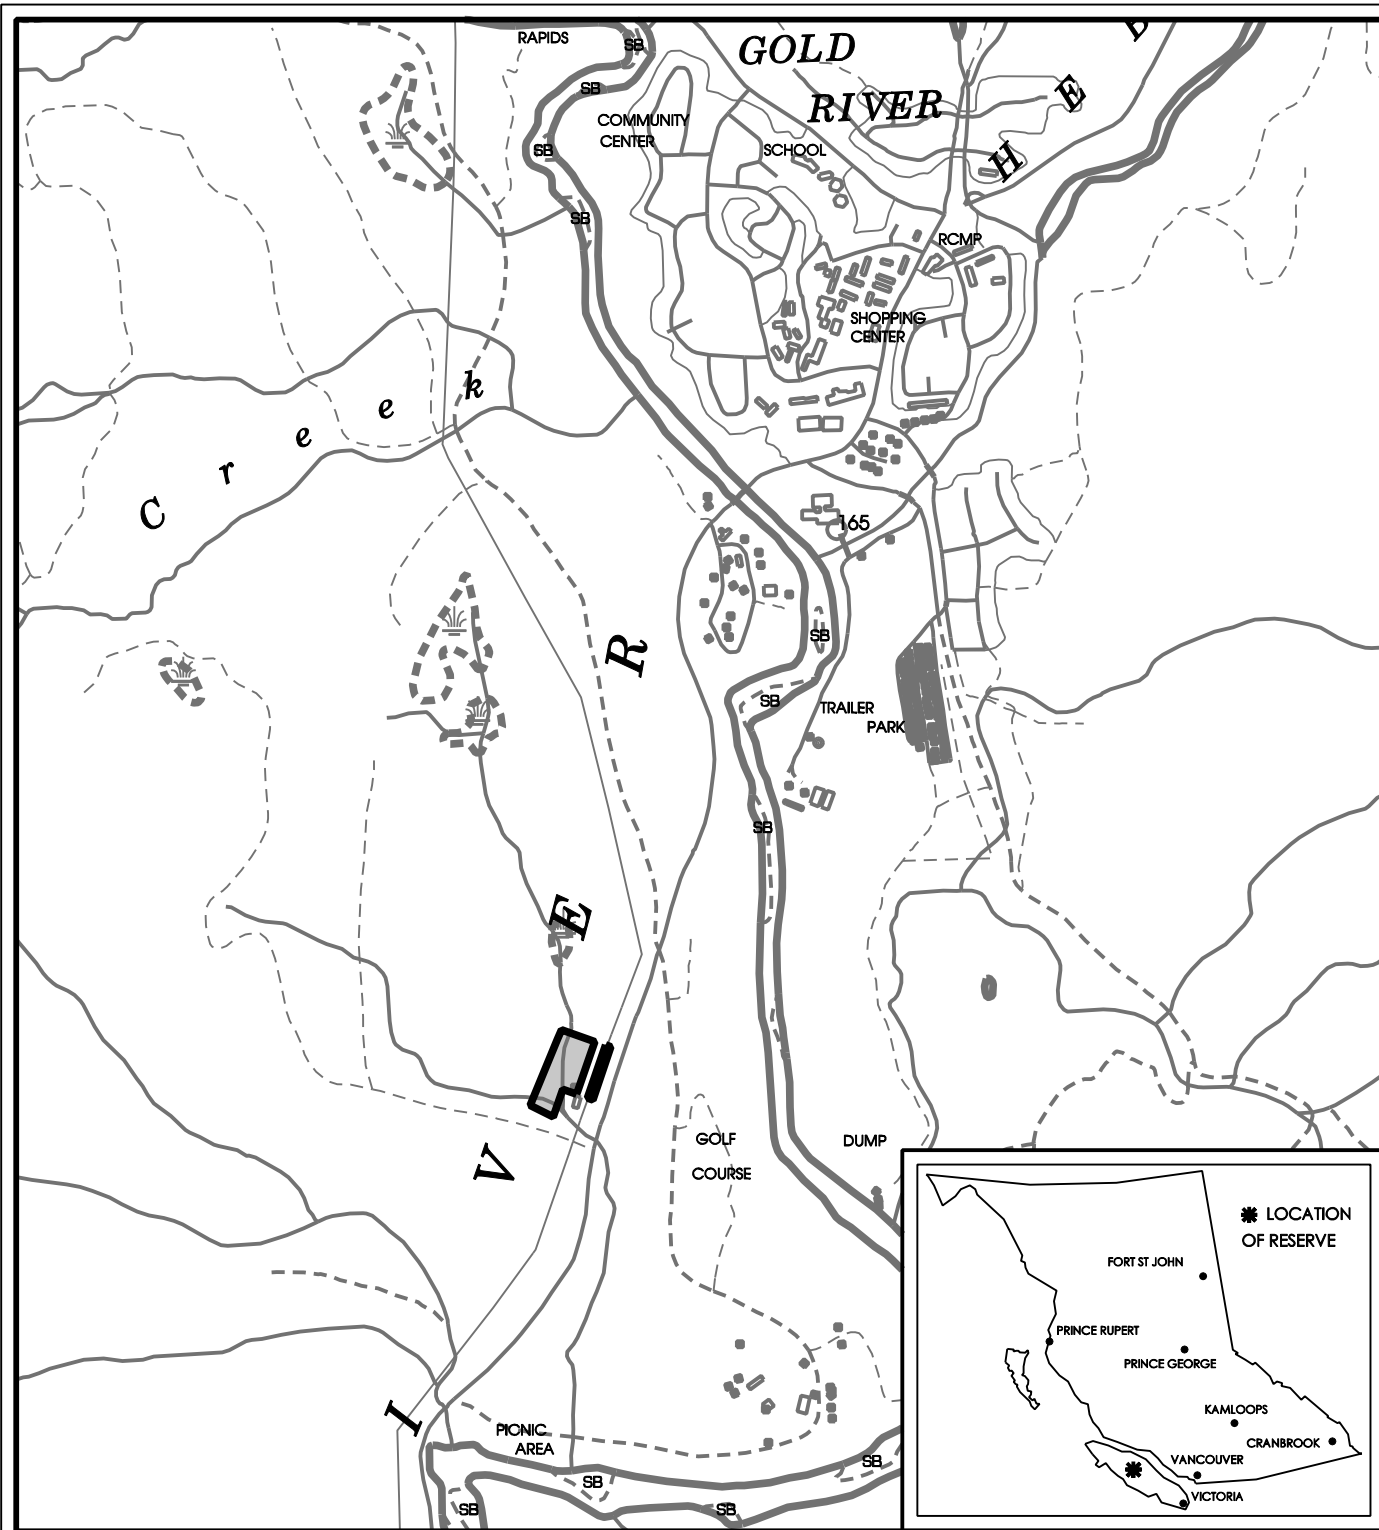 RAPIDS
GOLD
RIVER
B
E
H
SB
SB
SB
SB
COMMUNITY
CENTER
SCHOOL
RCMP
SHOPPING
CENTER
C r e e k
165
R
SB
SB
TRAILER
PARK
SB
E
V
I
GOLF
COURSE
DUMP
PICNIC
AREA
SB
SB
SB
SB
LOCATION
OF RESERVE
FORT ST JOHN
PRINCE RUPERT
PRINCE GEORGE
KAMLOOPS
CRANBROOK
VANCOUVER
VICTORIA